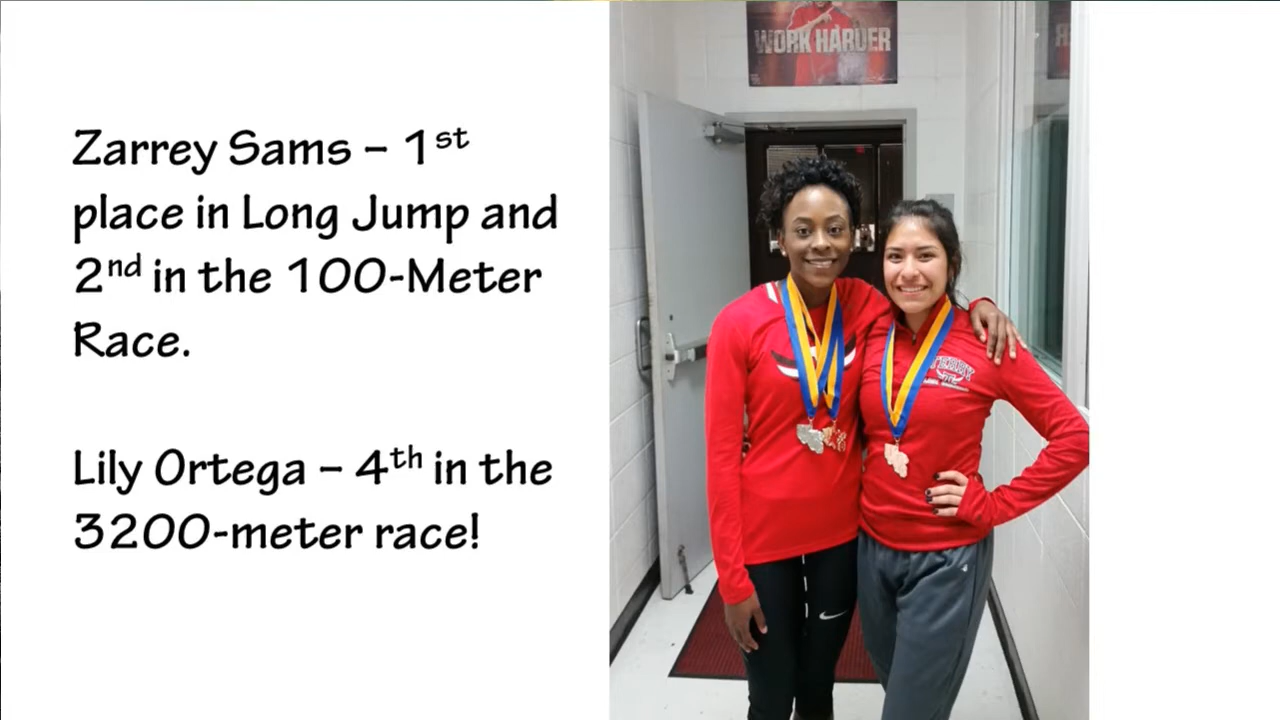 WORK HARDER
Zarrey Sams – 1st
place in Long Jump and
2nd in the 100-Meter
Race.
Lily Ortega – 4th in the
3200-meter race!
TERRY